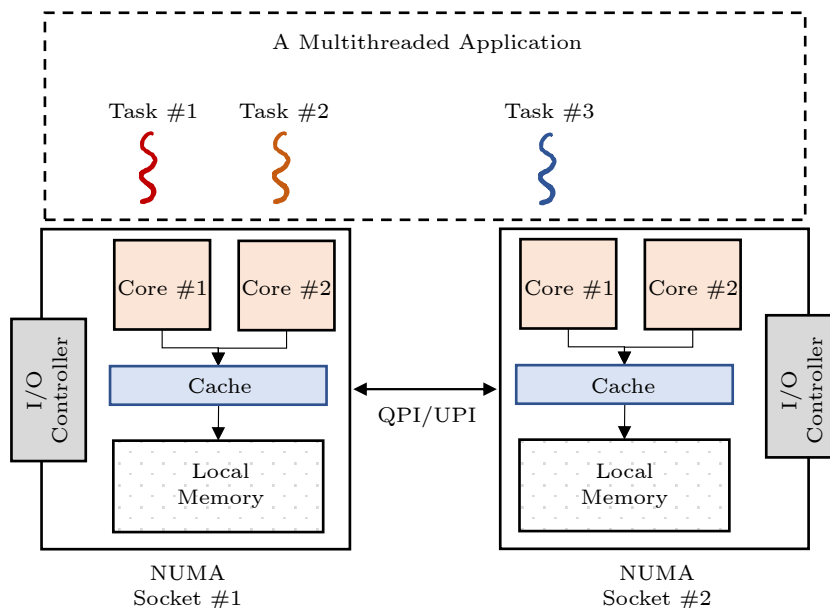 A Multithreaded Application
Task #1
Task #2
Task #3
Core #1
Core #2
Core #1
Core #2
I/O
Controller
Cache
QPI/UPI
Cache
I/O
Controller
Local
Memory
Local
Memory
NUMA
Socket #1
NUMA
Socket #2